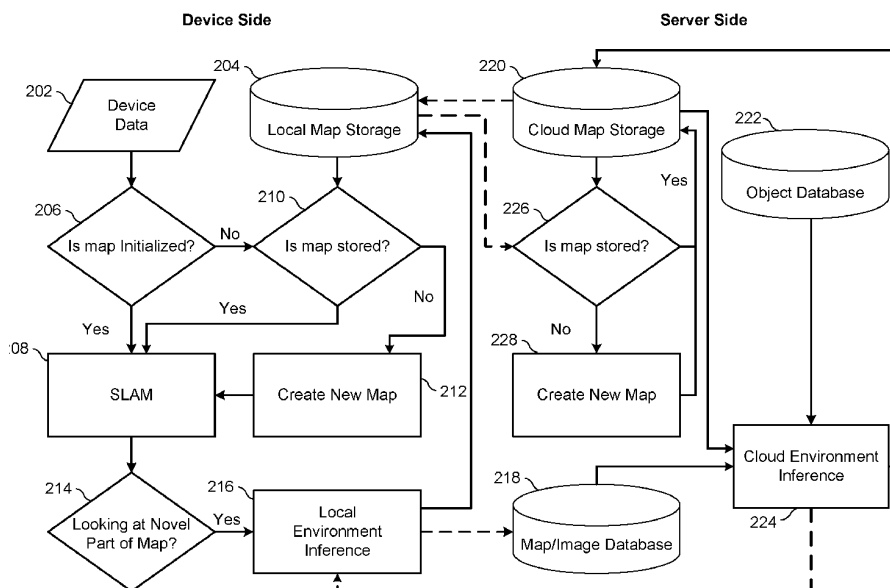 Device Side
Server Side
202
Device
Data
204
Local Map Storage
220
Cloud Map Storage
222
Object Database
206
Is map Initialized?
No
210
Is map stored?
226
Is map stored?
Yes
Yes
Yes
No
No
208
SLAM
Create New Map
212
228
Create New Map
Cloud Environment
Inference
224
214
Looking at Novel
Part of Map?
Yes
216
Local
Environment
Inference
218
Map/Image Database